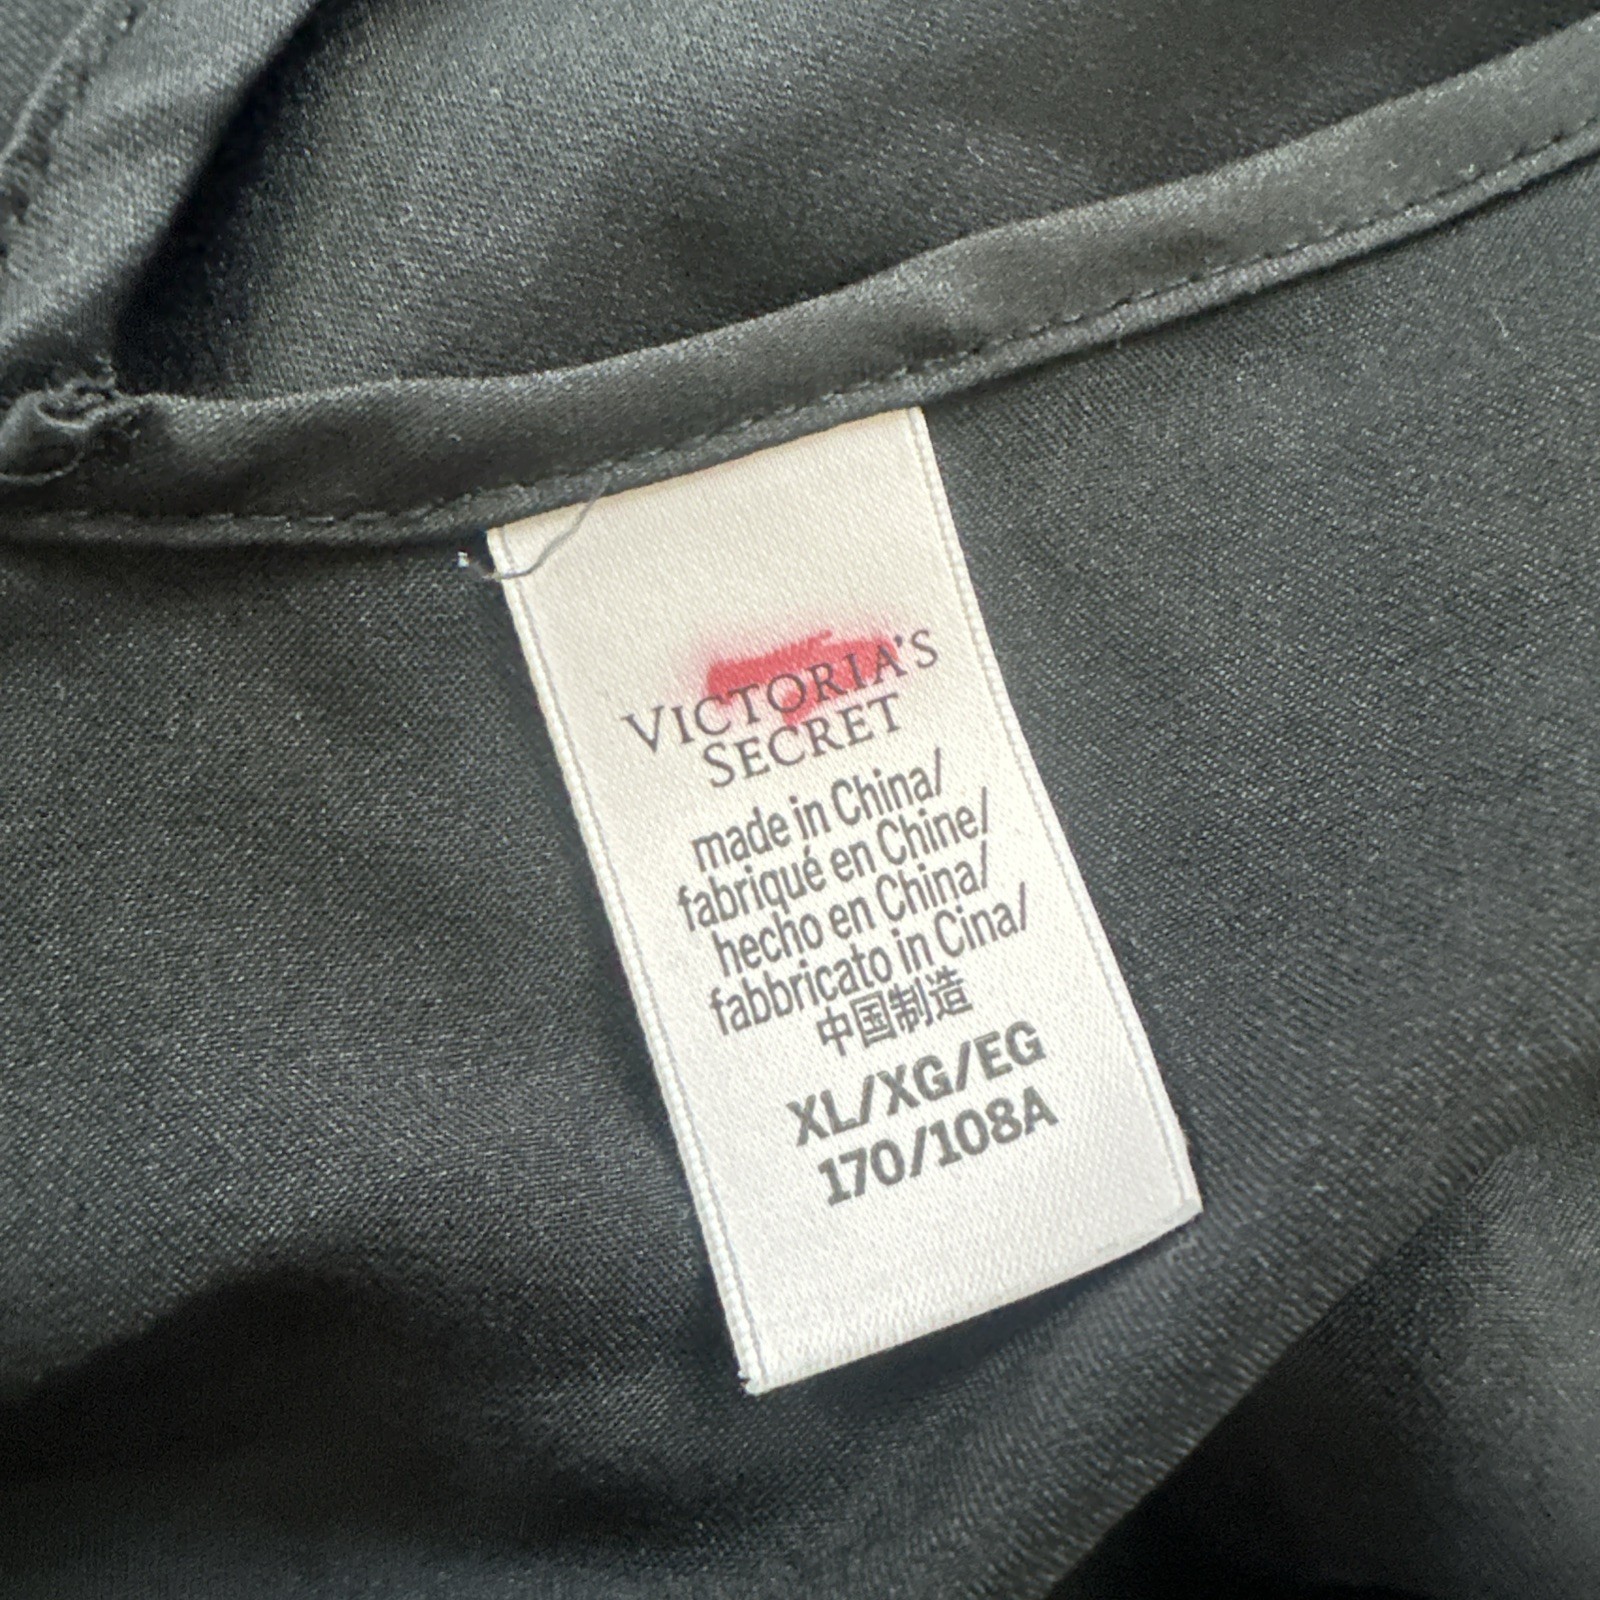 VICTORIA'S
SECRET
made in China/
fabriqué en Chine/
hecho en China/
fabbricato in Cina/
中国制造
XL/XG/EG
170/108A